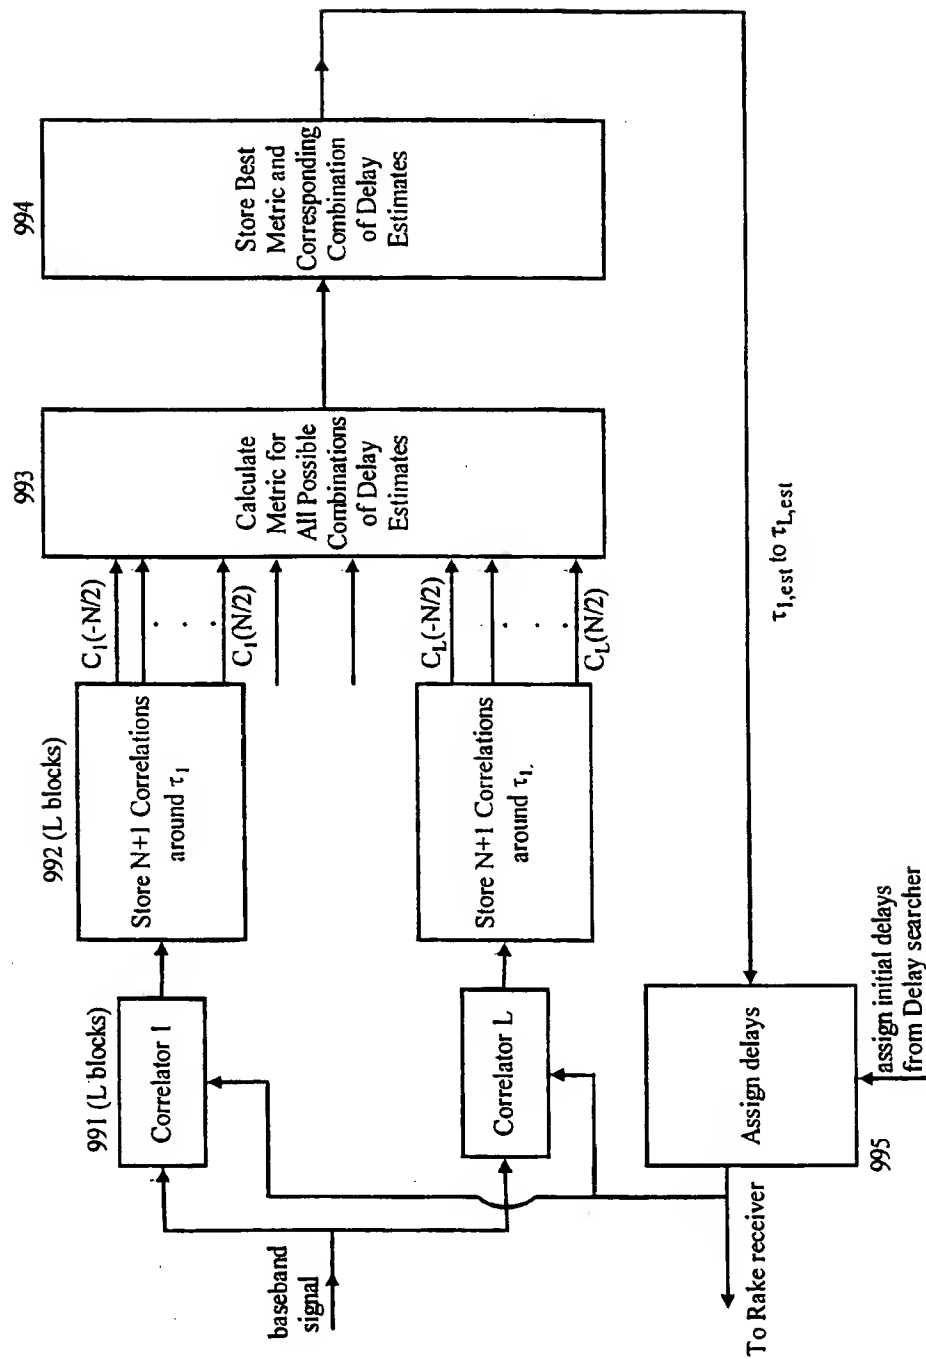 991 (L blocks)
992 (L blocks)
993
994
baseband
signal
Correlator 1
Store N+1 Correlations
around τ1
C1(-N/2)
. . .
C1(N/2)
Calculate
Metric for
All Possible
Combinations
of Delay
Estimates
Store Best
Metric and
Corresponding
Combination
of Delay
Estimates
Correlator L
Store N+1 Correlations
around τL
CL(-N/2)
. . .
CL(N/2)
Assign delays
995
To Rake receiver
assign initial delays
from Delay searcher
τ1,est to τL,est